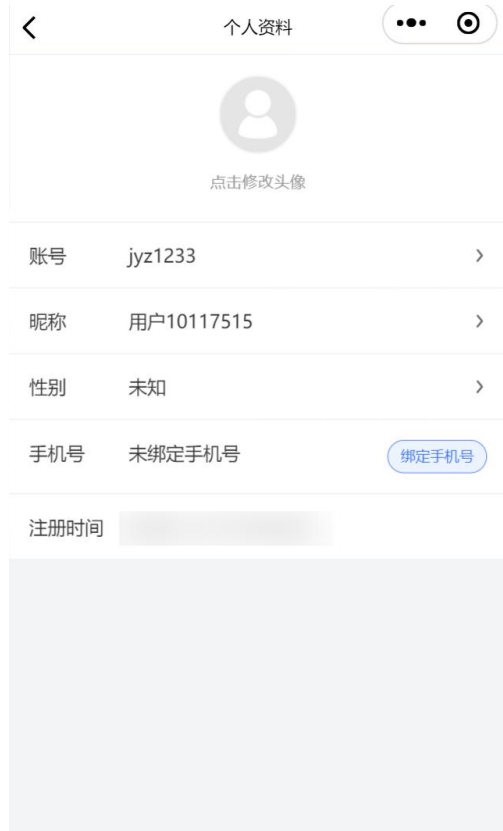 个人资料
点击修改头像
账号 jyz1233
昵称 用户10117515
性别 未知
手机号 未绑定手机号 绑定手机号
注册时间